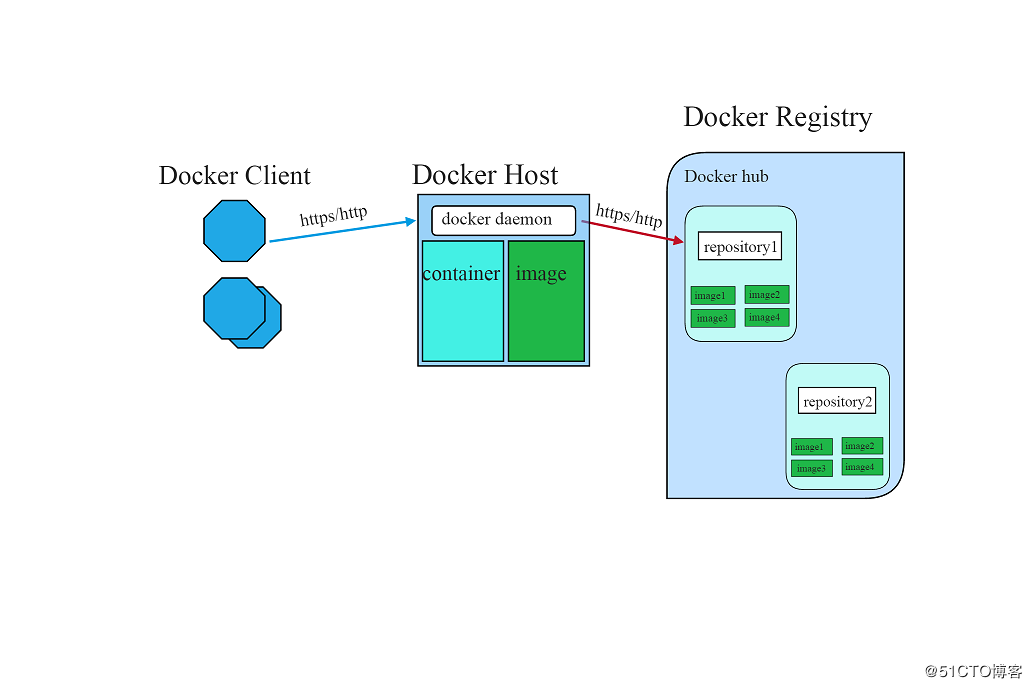 Docker Registry
Docker Client
Docker Host
Docker hub
https/http
docker daemon
https/http
container
image
repository1
image1
image2
image3
image4
repository2
image1
image2
image3
image4
@51CTO博客